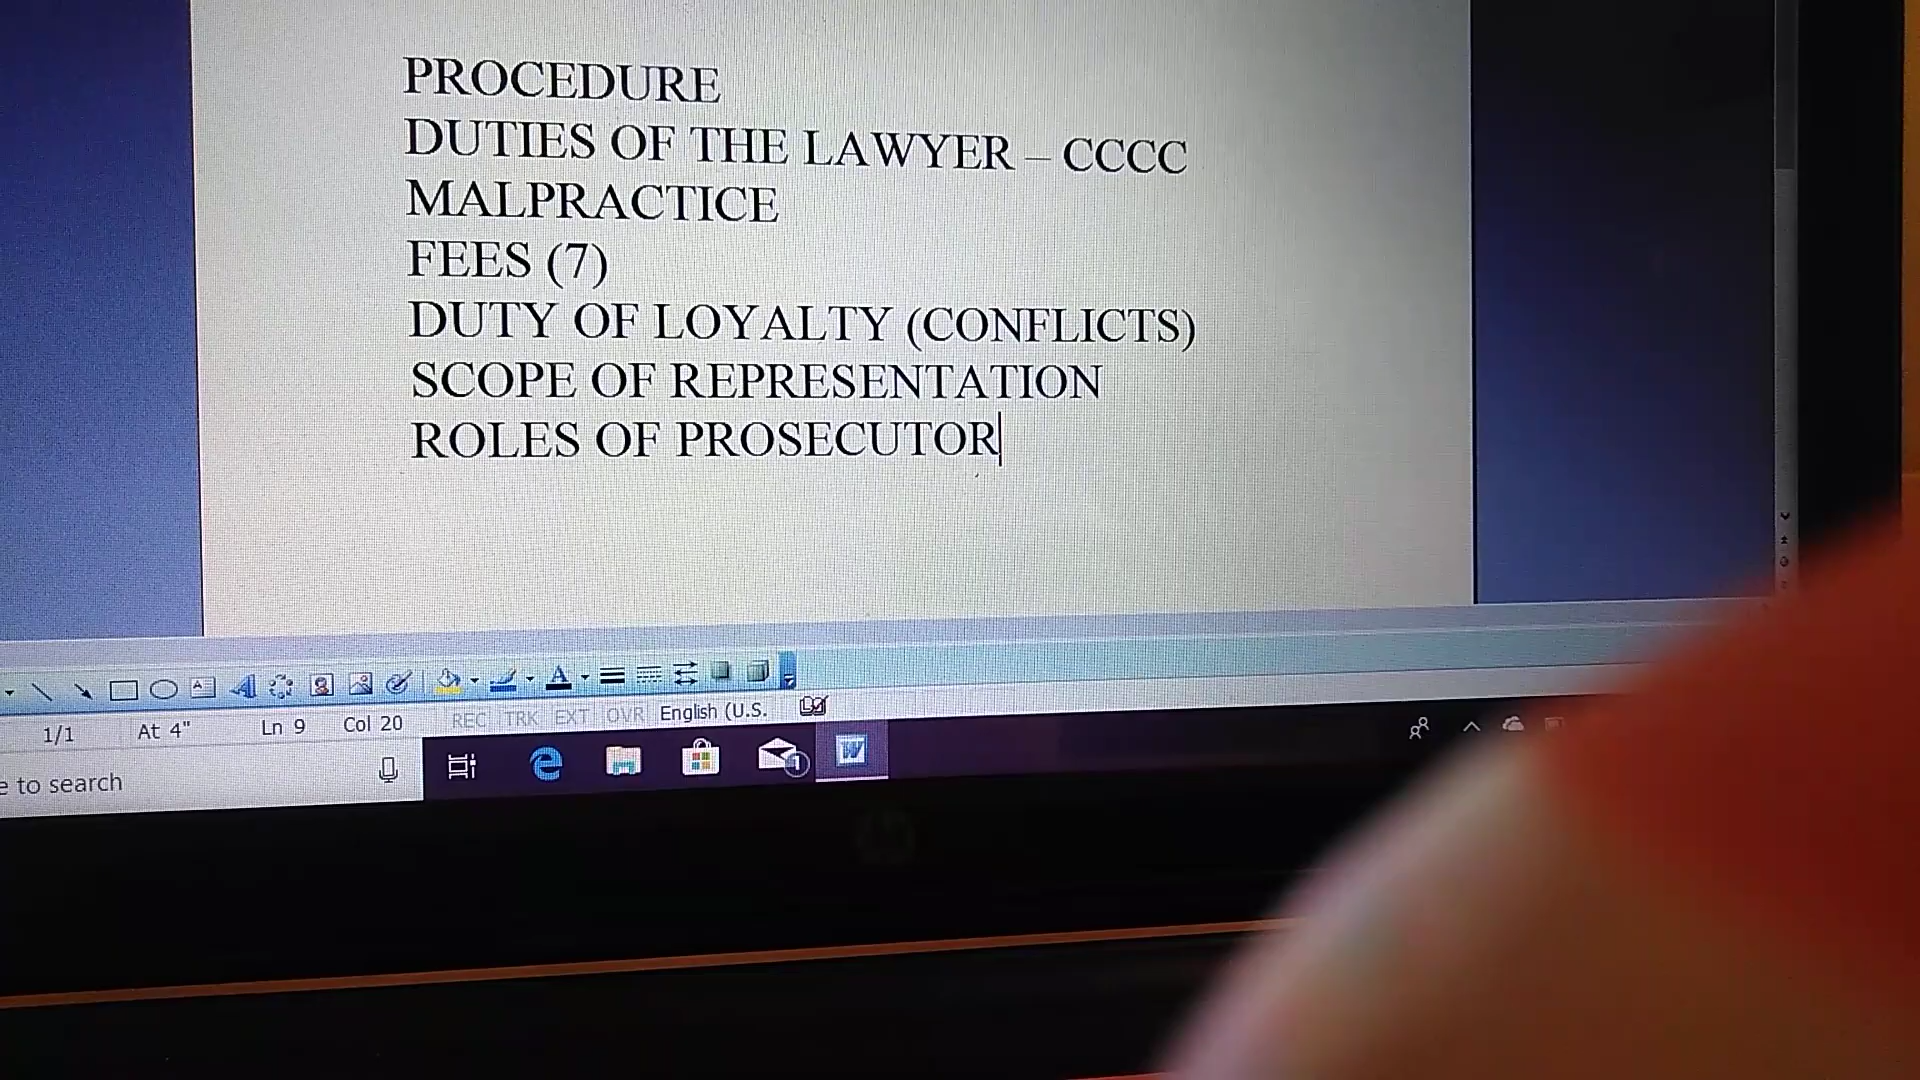 PROCEDURE
DUTIES OF THE LAWYER – CCCC
MALPRACTICE
FEES (7)
DUTY OF LOYALTY (CONFLICTS)
SCOPE OF REPRESENTATION
ROLES OF PROSECUTOR
1/1 At 4" Ln 9 Col 20 REC TRK EXT OVR English (U.S.
e to search
1